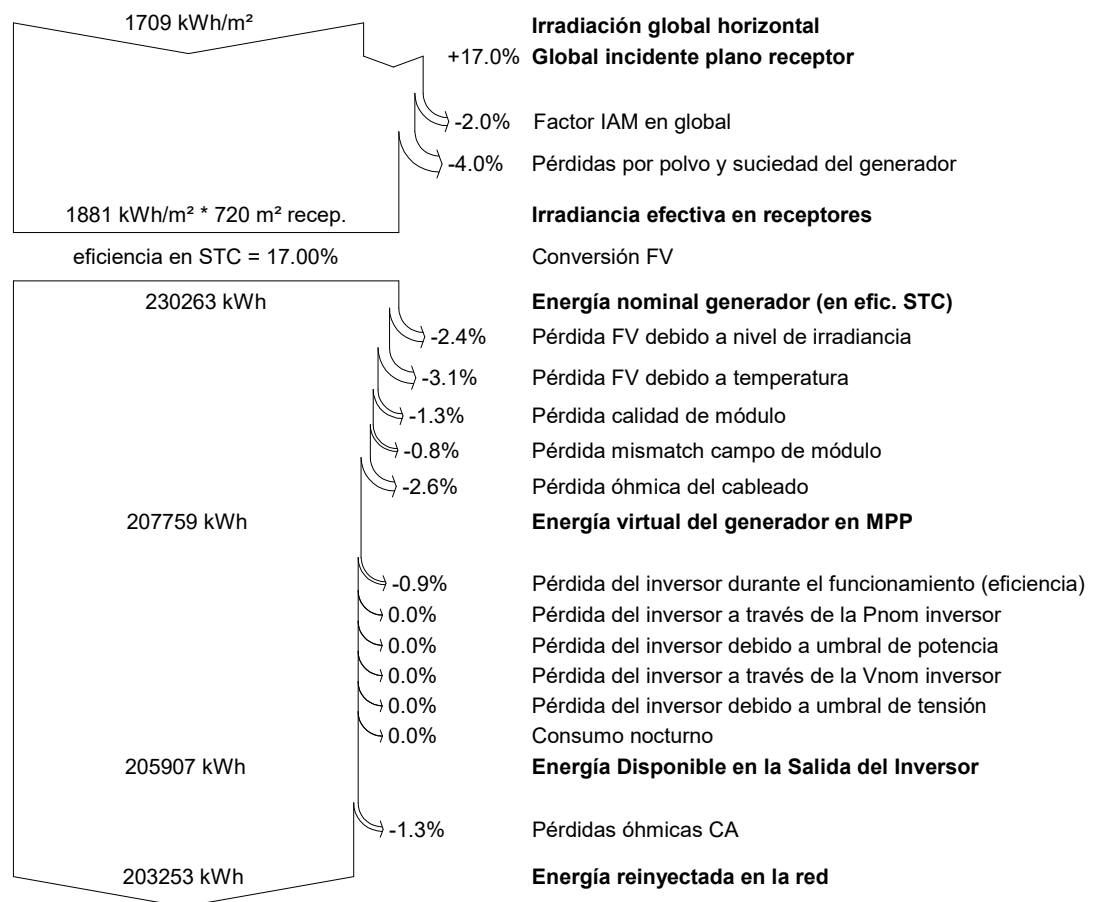 1709 kWh/m² Irradiación global horizontal
+17.0% Global incidente plano receptor
-2.0% Factor IAM en global
-4.0% Pérdidas por polvo y suciedad del generador
1881 kWh/m² * 720 m² recep. Irradiancia efectiva en receptores
eficiencia en STC = 17.00% Conversión FV
230263 kWh Energía nominal generador (en efic. STC)
-2.4% Pérdida FV debido a nivel de irradiancia
-3.1% Pérdida FV debido a temperatura
-1.3% Pérdida calidad de módulo
-0.8% Pérdida mismatch campo de módulo
-2.6% Pérdida óhmica del cableado
207759 kWh Energía virtual del generador en MPP
-0.9% Pérdida del inversor durante el funcionamiento (eficiencia)
0.0% Pérdida del inversor a través de la Pnom inversor
0.0% Pérdida del inversor debido a umbral de potencia
0.0% Pérdida del inversor a través de la Vnom inversor
0.0% Pérdida del inversor debido a umbral de tensión
0.0% Consumo nocturno
205907 kWh Energía Disponible en la Salida del Inversor
-1.3% Pérdidas óhmicas CA
203253 kWh Energía reinyectada en la red